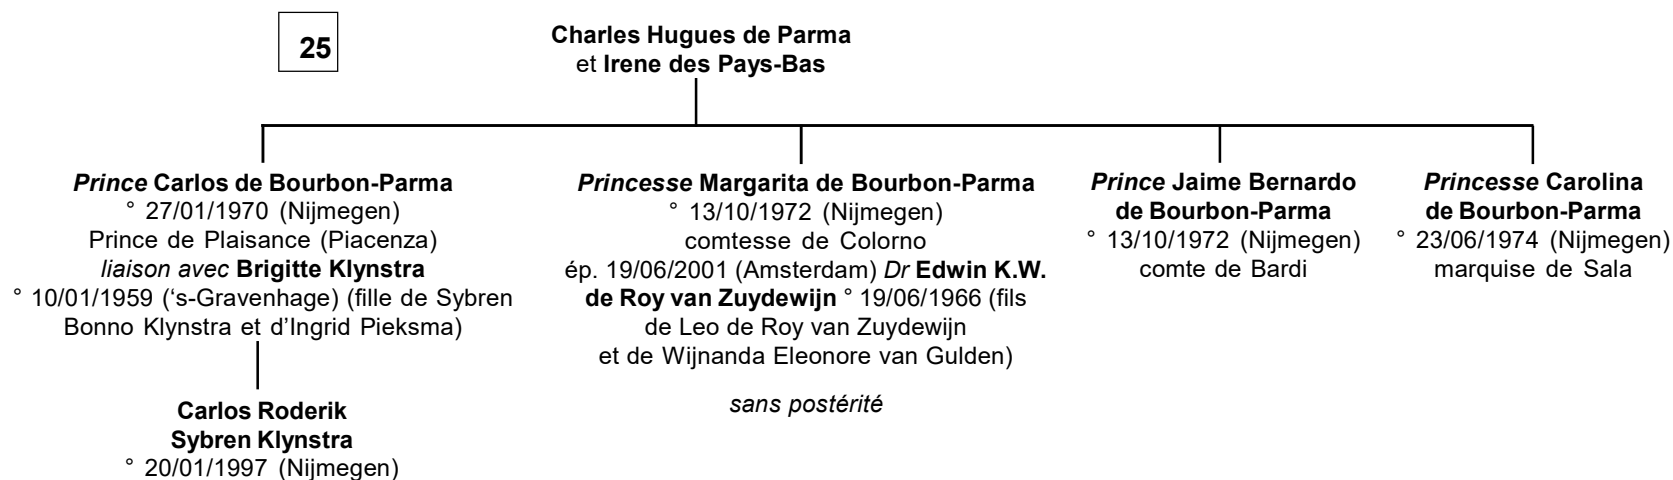 25
Charles Hugues de Parma
et Irene des Pays-Bas
Prince Carlos de Bourbon-Parma
° 27/01/1970 (Nijmegen)
Prince de Plaisance (Piacenza)
liaison avec Brigitte Klynstra
° 10/01/1959 (‘s-Gravenhage) (fille de Sybren
Bonno Klynstra et d’Ingrid Pieksma)
Carlos Roderik
Sybren Klynstra
° 20/01/1997 (Nijmegen)
Princesse Margarita de Bourbon-Parma
° 13/10/1972 (Nijmegen)
comtesse de Colorno
ép. 19/06/2001 (Amsterdam) Dr Edwin K.W.
de Roy van Zuydewijn ° 19/06/1966 (fils
de Leo de Roy van Zuydewijn
et de Wijnanda Eleonore van Gulden)
sans postérité
Prince Jaime Bernardo
de Bourbon-Parma
° 13/10/1972 (Nijmegen)
comte de Bardi
Princesse Carolina
de Bourbon-Parma
° 23/06/1974 (Nijmegen)
marquise de Sala